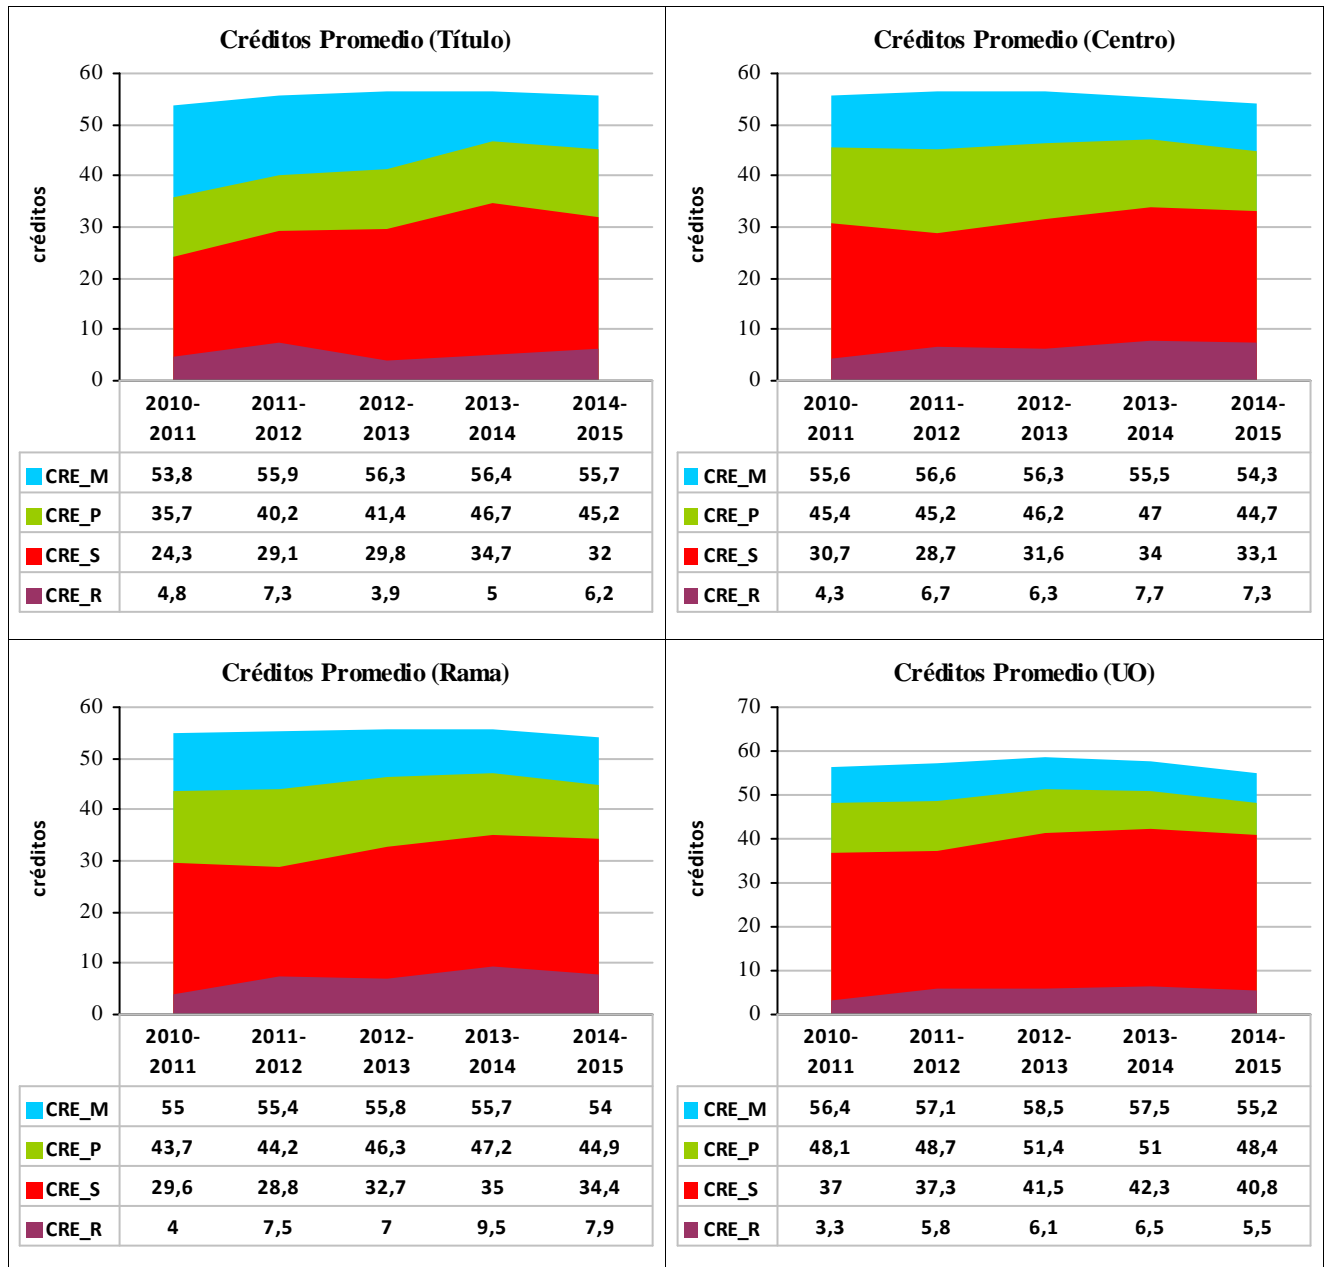 Créditos Promedio (Título)
60
50
40
30
20
10
0
créditos
2010-2011 2011-2012 2012-2013 2013-2014 2014-2015
CRE_M 53,8 55,9 56,3 56,4 55,7
CRE_P 35,7 40,2 41,4 46,7 45,2
CRE_S 24,3 29,1 29,8 34,7 32
CRE_R 4,8 7,3 3,9 5 6,2
Créditos Promedio (Centro)
60
50
40
30
20
10
0
créditos
2010-2011 2011-2012 2012-2013 2013-2014 2014-2015
CRE_M 55,6 56,6 56,3 55,5 54,3
CRE_P 45,4 45,2 46,2 47 44,7
CRE_S 30,7 28,7 31,6 34 33,1
CRE_R 4,3 6,7 6,3 7,7 7,3
Créditos Promedio (Rama)
60
50
40
30
20
10
0
créditos
2010-2011 2011-2012 2012-2013 2013-2014 2014-2015
CRE_M 55 55,4 55,8 55,7 54
CRE_P 43,7 44,2 46,3 47,2 44,9
CRE_S 29,6 28,8 32,7 35 34,4
CRE_R 4 7,5 7 9,5 7,9
Créditos Promedio (UO)
70
60
50
40
30
20
10
0
créditos
2010-2011 2011-2012 2012-2013 2013-2014 2014-2015
CRE_M 56,4 57,1 58,5 57,5 55,2
CRE_P 48,1 48,7 51,4 51 48,4
CRE_S 37 37,3 41,5 42,3 40,8
CRE_R 3,3 5,8 6,1 6,5 5,5